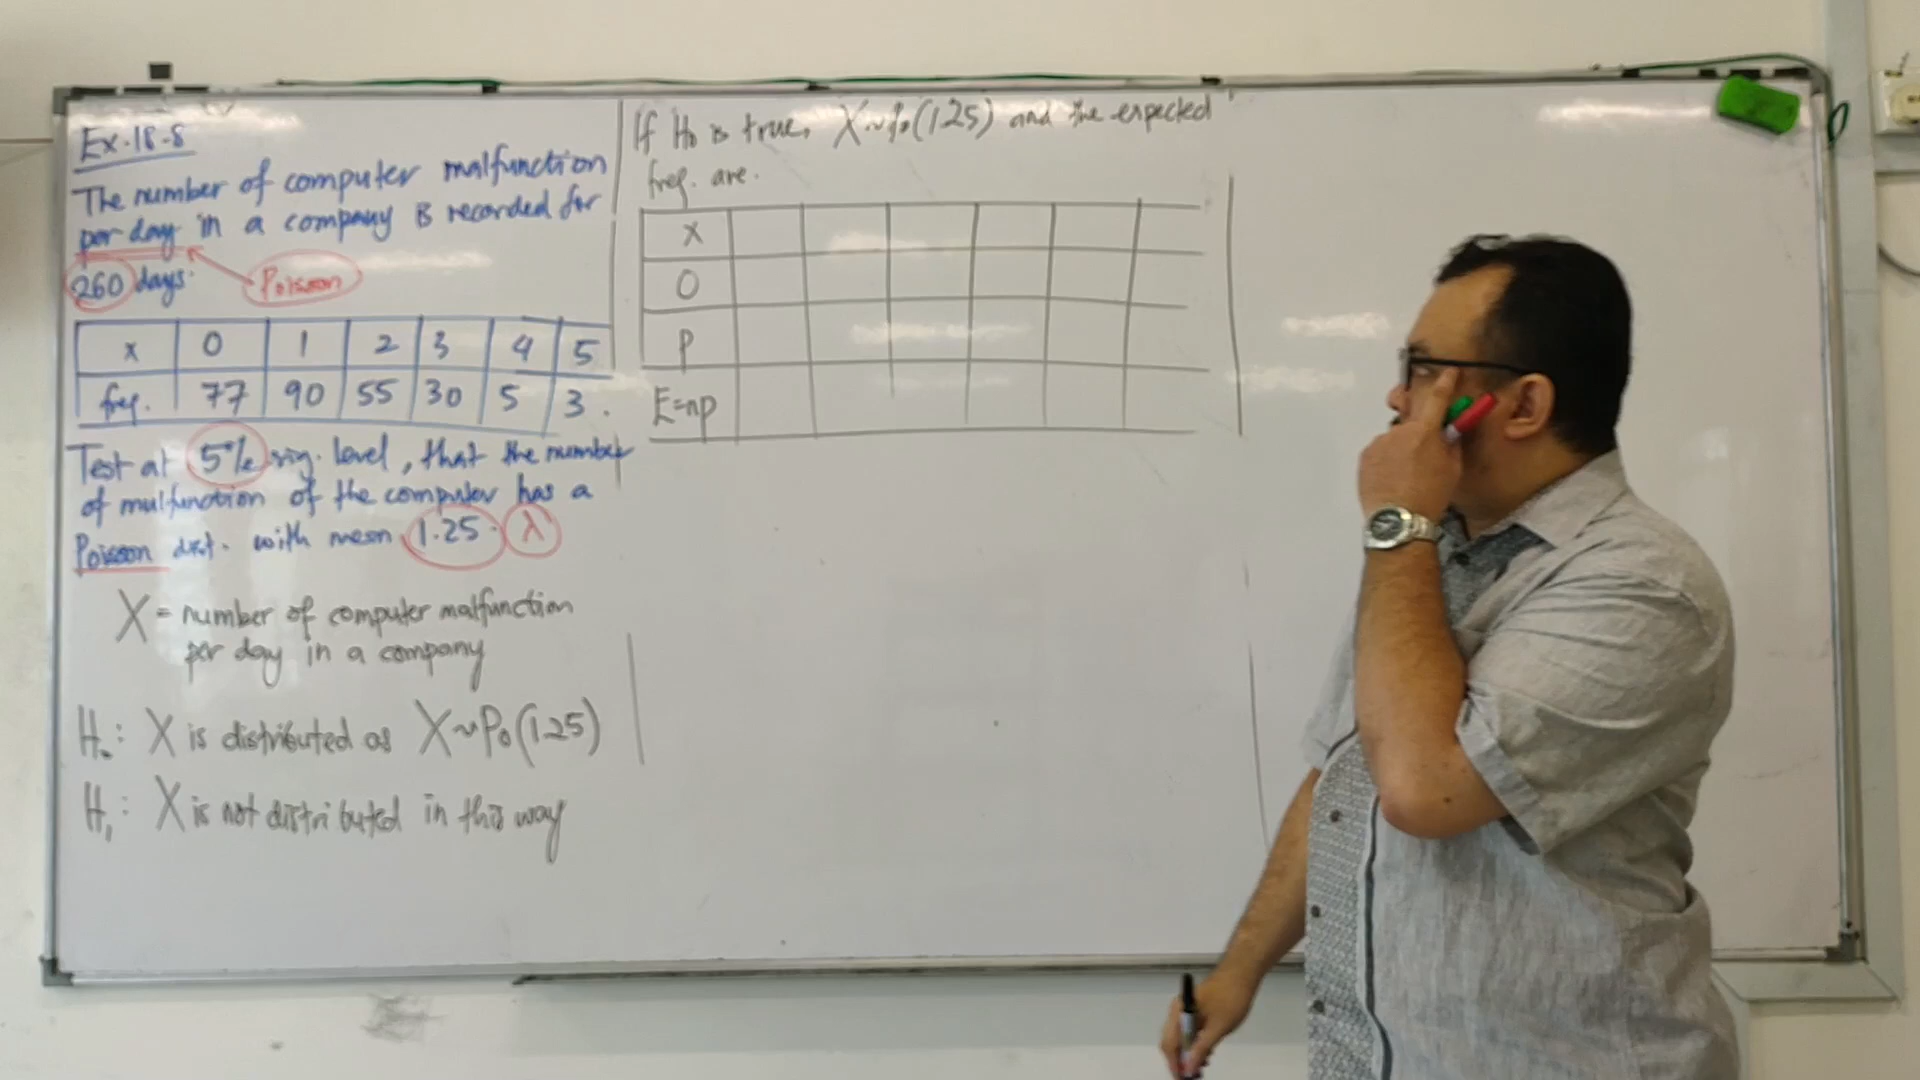 Ex.18-8
The number of computer malfunction
per day in a company is recorded for
260 days.
Poisson
x 0 1 2 3 4 5
freq. 77 90 55 30 5 3.
Test at 5% sig. level, that the number
of mulfunction of the computer has a
Poisson dist. with mean 1.25. λ
X = number of computer malfunction
per day in a company
H₀: X is distributed as X~Po(1.25)
H₁: X is not distributed in this way
If H₀ is true, X~Po(1.25) and the expected
freq. are.
X
O
P
E=np